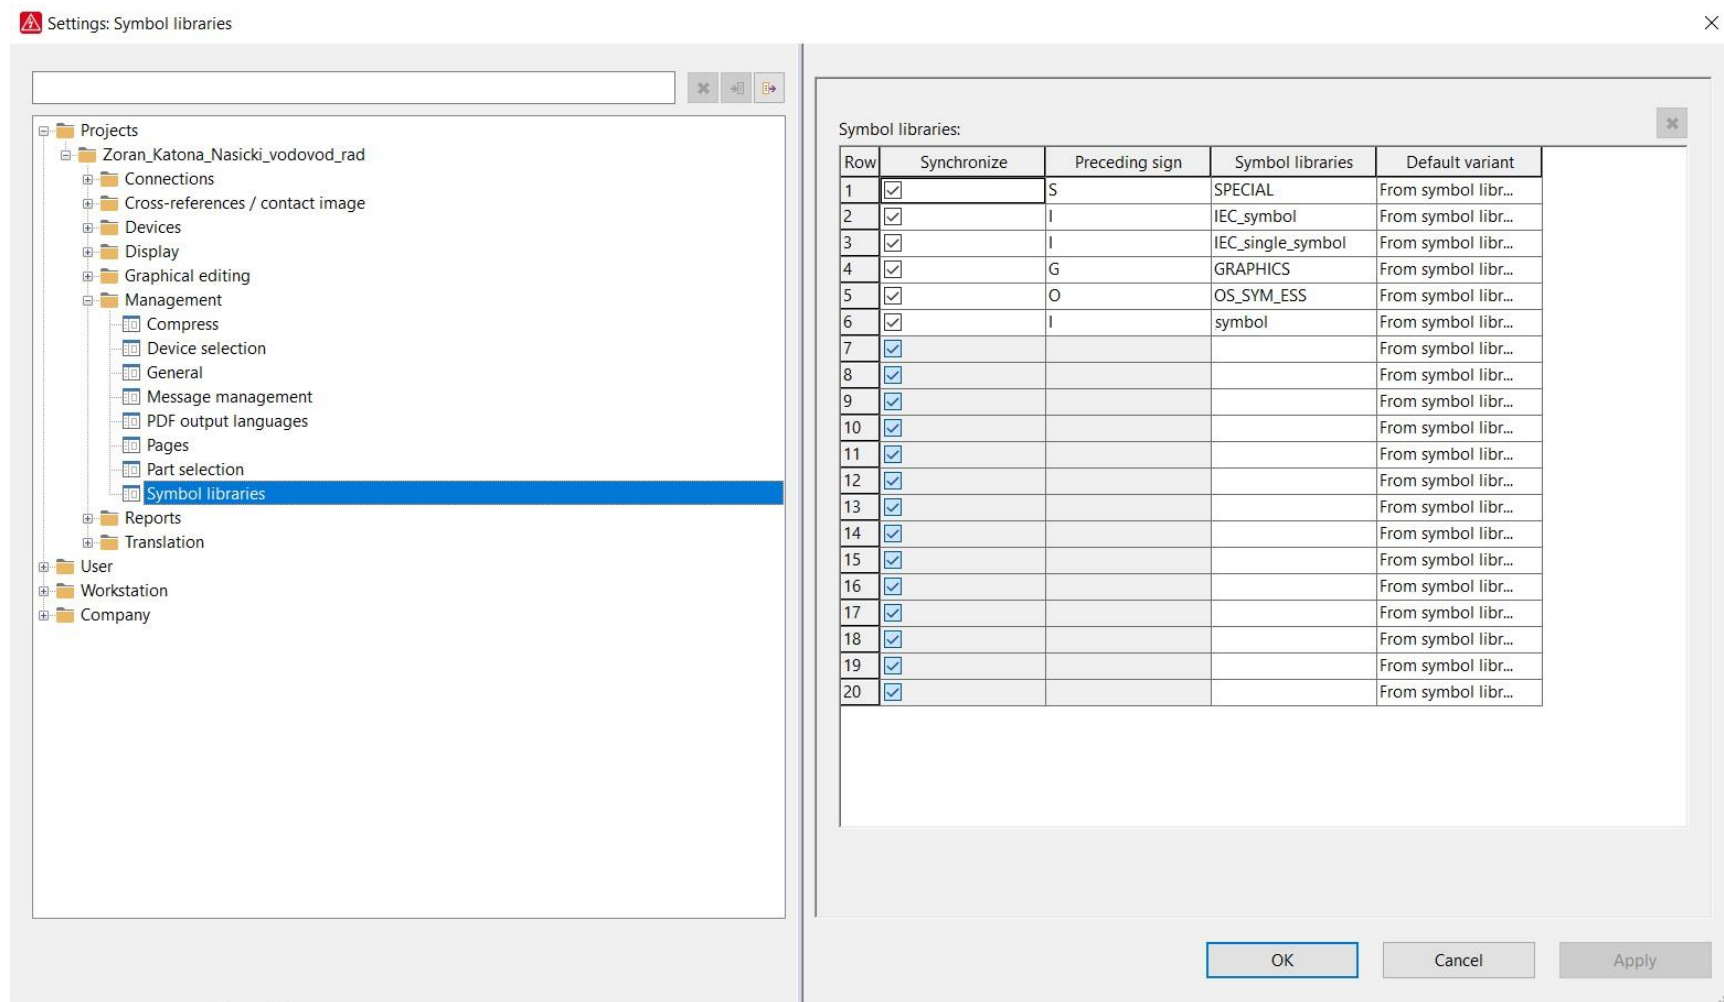 Settings: Symbol libraries
Projects
Zoran_Katona_Nasicki_vodovod_rad
Connections
Cross-references / contact image
Devices
Display
Graphical editing
Management
Compress
Device selection
General
Message management
PDF output languages
Pages
Part selection
Symbol libraries
Reports
Translation
User
Workstation
Company
Symbol libraries:
Row Synchronize Preceding sign Symbol libraries Default variant
1 S SPECIAL From symbol libr...
2 I IEC_symbol From symbol libr...
3 I IEC_single_symbol From symbol libr...
4 G GRAPHICS From symbol libr...
5 O OS_SYM_ESS From symbol libr...
6 I symbol From symbol libr...
7 From symbol libr...
8 From symbol libr...
9 From symbol libr...
10 From symbol libr...
11 From symbol libr...
12 From symbol libr...
13 From symbol libr...
14 From symbol libr...
15 From symbol libr...
16 From symbol libr...
17 From symbol libr...
18 From symbol libr...
19 From symbol libr...
20 From symbol libr...
OK Cancel Apply